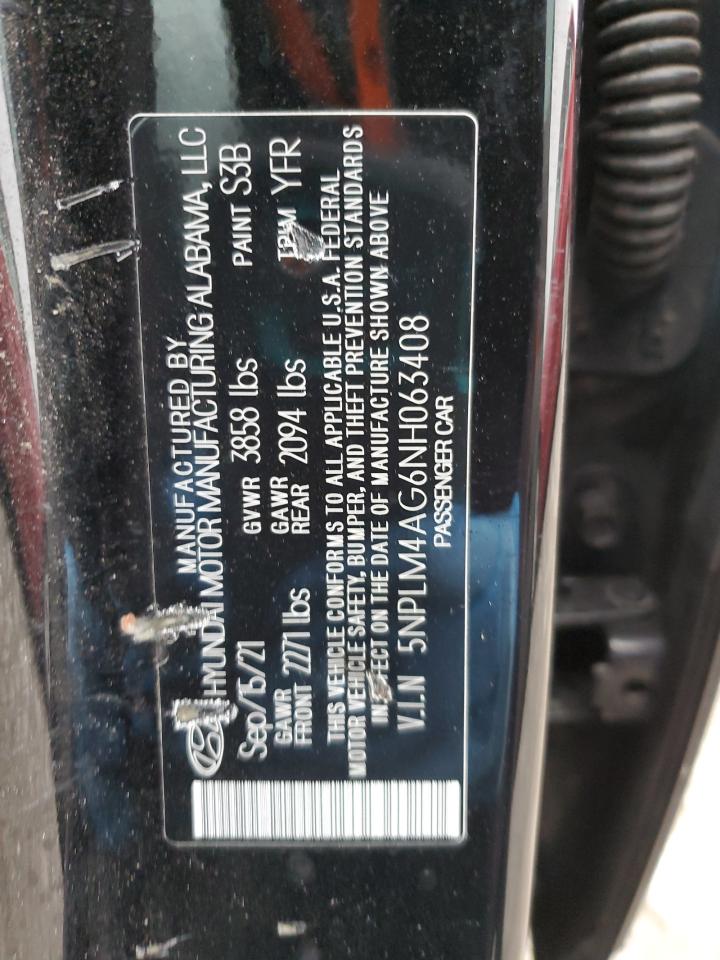 MANUFACTURED BY
HYUNDAI MOTOR MANUFACTURING ALABAMA, LLC
Sep/15/21 GVWR 3858 lbs PAINT S3B
GAWR FRONT 2271 lbs GAWR REAR 2094 lbs TRIM YFR
THIS VEHICLE CONFORMS TO ALL APPLICABLE U.S.A. FEDERAL
MOTOR VEHICLE SAFETY, BUMPER, AND THEFT PREVENTION STANDARDS
IN EFFECT ON THE DATE OF MANUFACTURE SHOWN ABOVE
V.I.N 5NPLM4AG6NH063408
PASSENGER CAR